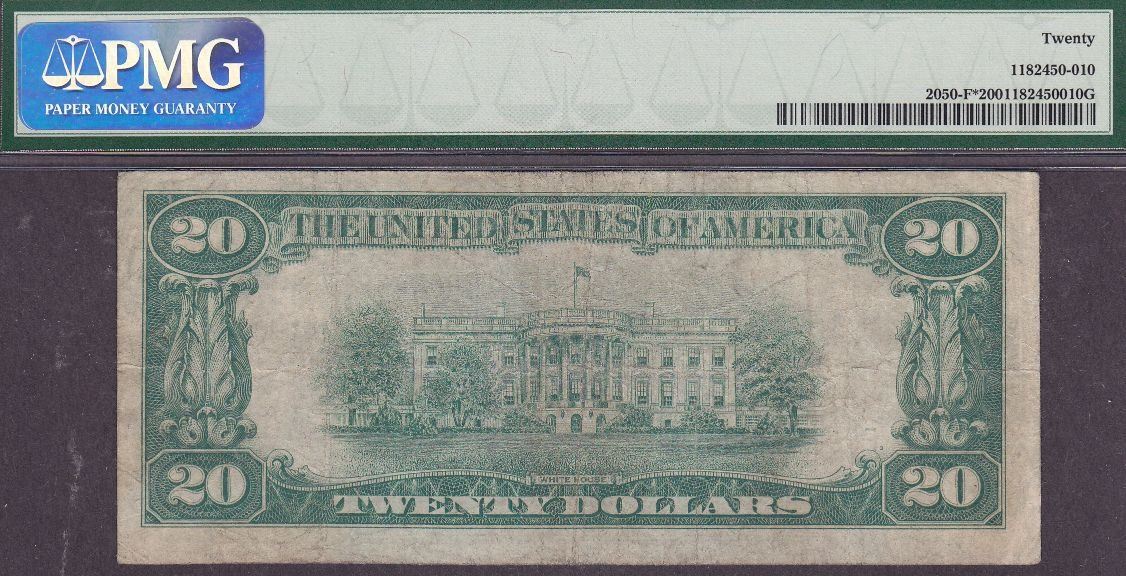 PMG
PAPER MONEY GUARANTY
Twenty
1182450-010
2050-F*2001182450010G
20 THE UNITED STATES OF AMERICA 20
WHITE HOUSE
20 TWENTY DOLLARS 20